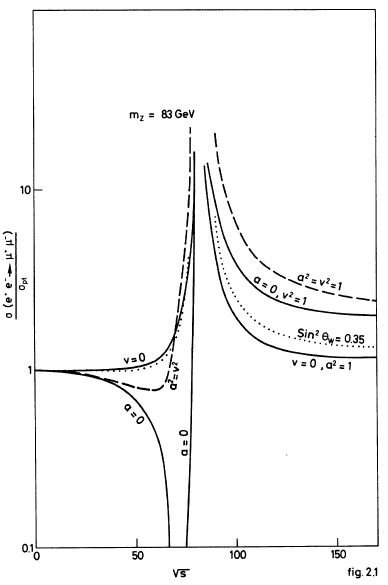 m_Z = 83 GeV
10
σ (e⁺ e⁻ → μ⁺ μ⁻)
σ_pt
a² = v² = 1
a = 0, v² = 1
Sin² θ_W = 0.35
v = 0
a² = v²
v = 0 , a² = 1
1
a = 0
a = 0
0.1
0
50
100
150
√s
fig. 2.1